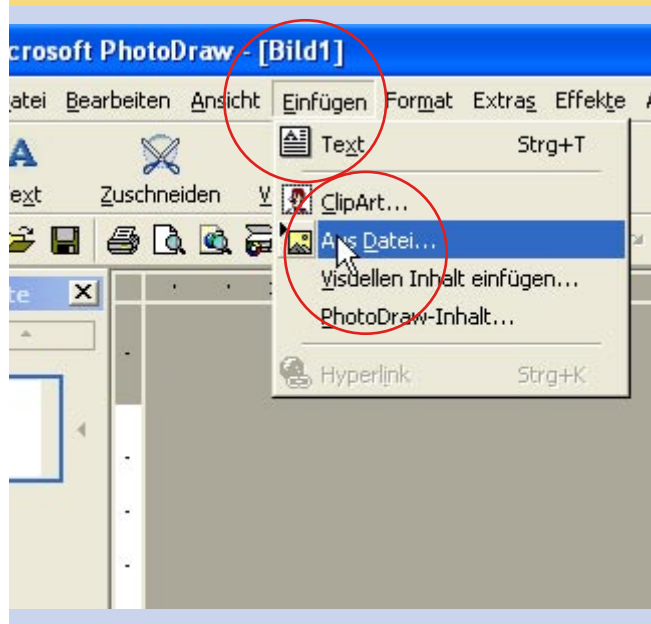 crosoft PhotoDraw - [Bild1]
atei Bearbeiten Ansicht Einfügen Format Extras Effekte
Text Strg+T
ext Zuschneiden V
ClipArt...
Aus Datei...
te
Visuellen Inhalt einfügen...
PhotoDraw-Inhalt...
Hyperlink Strg+K